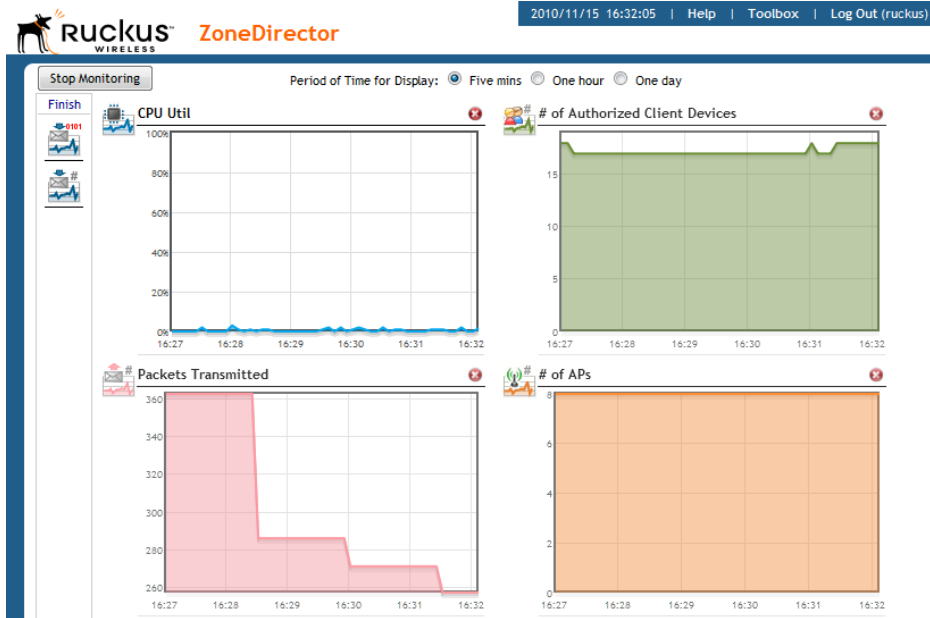 2010/11/15 16:32:05 | Help | Toolbox | Log Out (ruckus)
RUCKUS™ ZoneDirector
WIRELESS
Stop Monitoring
Period of Time for Display: Five mins One hour One day
Finish
0101
#
CPU Util
100%
80%
60%
40%
20%
0%
16:27 16:28 16:29 16:30 16:31 16:32
#
# of Authorized Client Devices
15
10
5
0
16:27 16:28 16:29 16:30 16:31 16:32
#
Packets Transmitted
360
340
320
300
280
260
16:27 16:28 16:29 16:30 16:31 16:32
#
# of APs
8
6
4
2
0
16:27 16:28 16:29 16:30 16:31 16:32